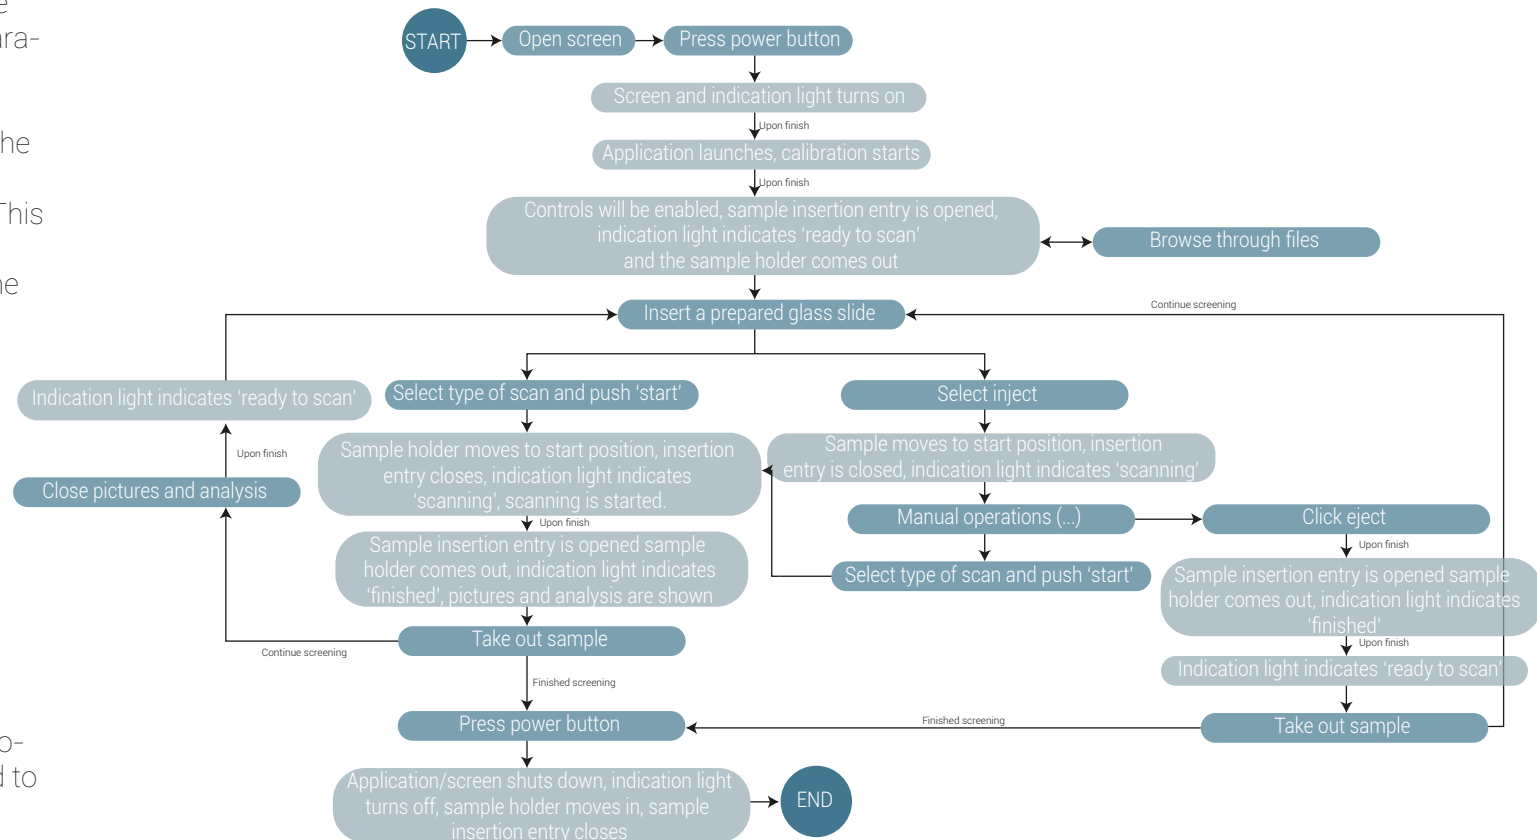 ara-
he
This
ne
o-
d to
START
Open screen
Press power button
Screen and indication light turns on
Upon finish
Application launches, calibration starts
Upon finish
Controls will be enabled, sample insertion entry is opened,
indication light indicates ‘ready to scan’
and the sample holder comes out
Browse through files
Insert a prepared glass slide
Continue screening
Indication light indicates ‘ready to scan’
Select type of scan and push ‘start’
Select inject
Upon finish
Sample holder moves to start position, insertion
entry closes, indication light indicates
‘scanning’, scanning is started.
Sample moves to start position, insertion
entry is closed, indication light indicates ‘scanning’
Close pictures and analysis
Upon finish
Manual operations (...)
Click eject
Upon finish
Sample insertion entry is opened sample
holder comes out, indication light indicates
‘finished’, pictures and analysis are shown
Select type of scan and push ‘start’
Sample insertion entry is opened sample
holder comes out, indication light indicates
‘finished’
Upon finish
Take out sample
Continue screening
Indication light indicates ‘ready to scan’
Finished screening
Press power button
Finished screening
Take out sample
Application/screen shuts down, indication light
turns off, sample holder moves in, sample
insertion entry closes
END